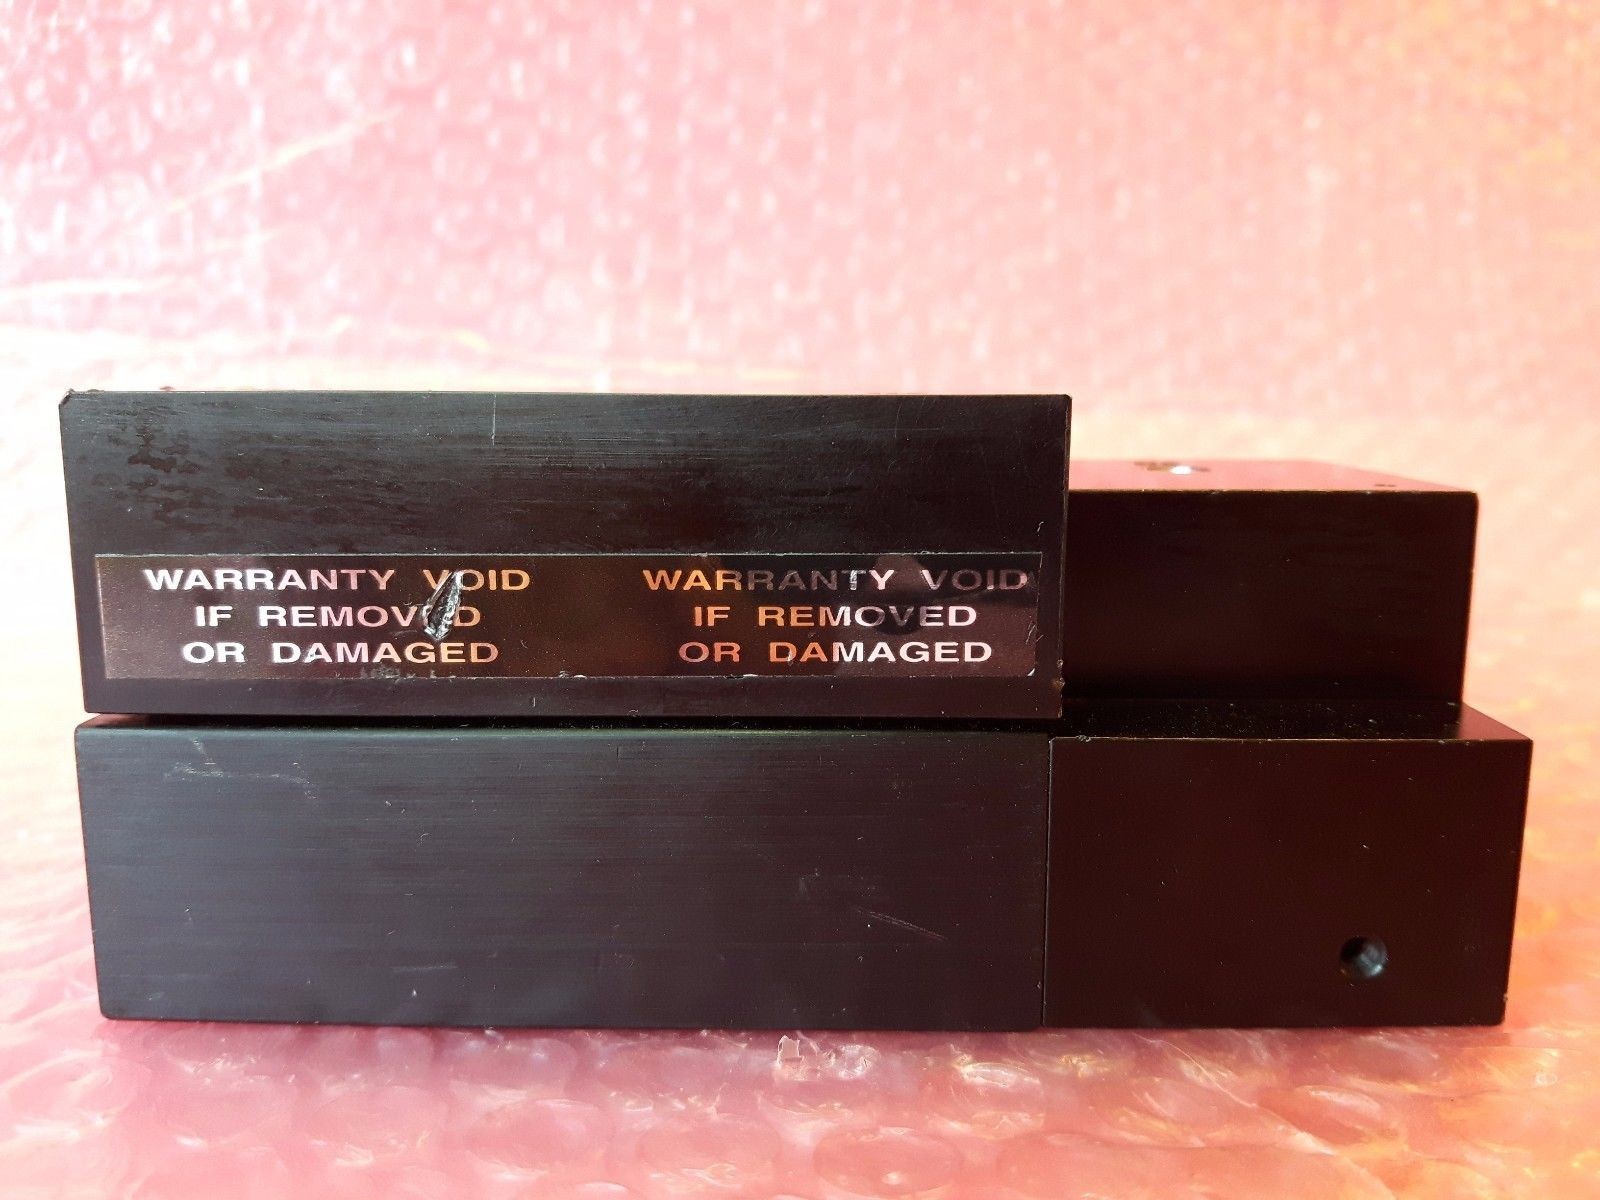 WARRANTY VOID
IF REMOVED
OR DAMAGED
WARRANTY VOID
IF REMOVED
OR DAMAGED